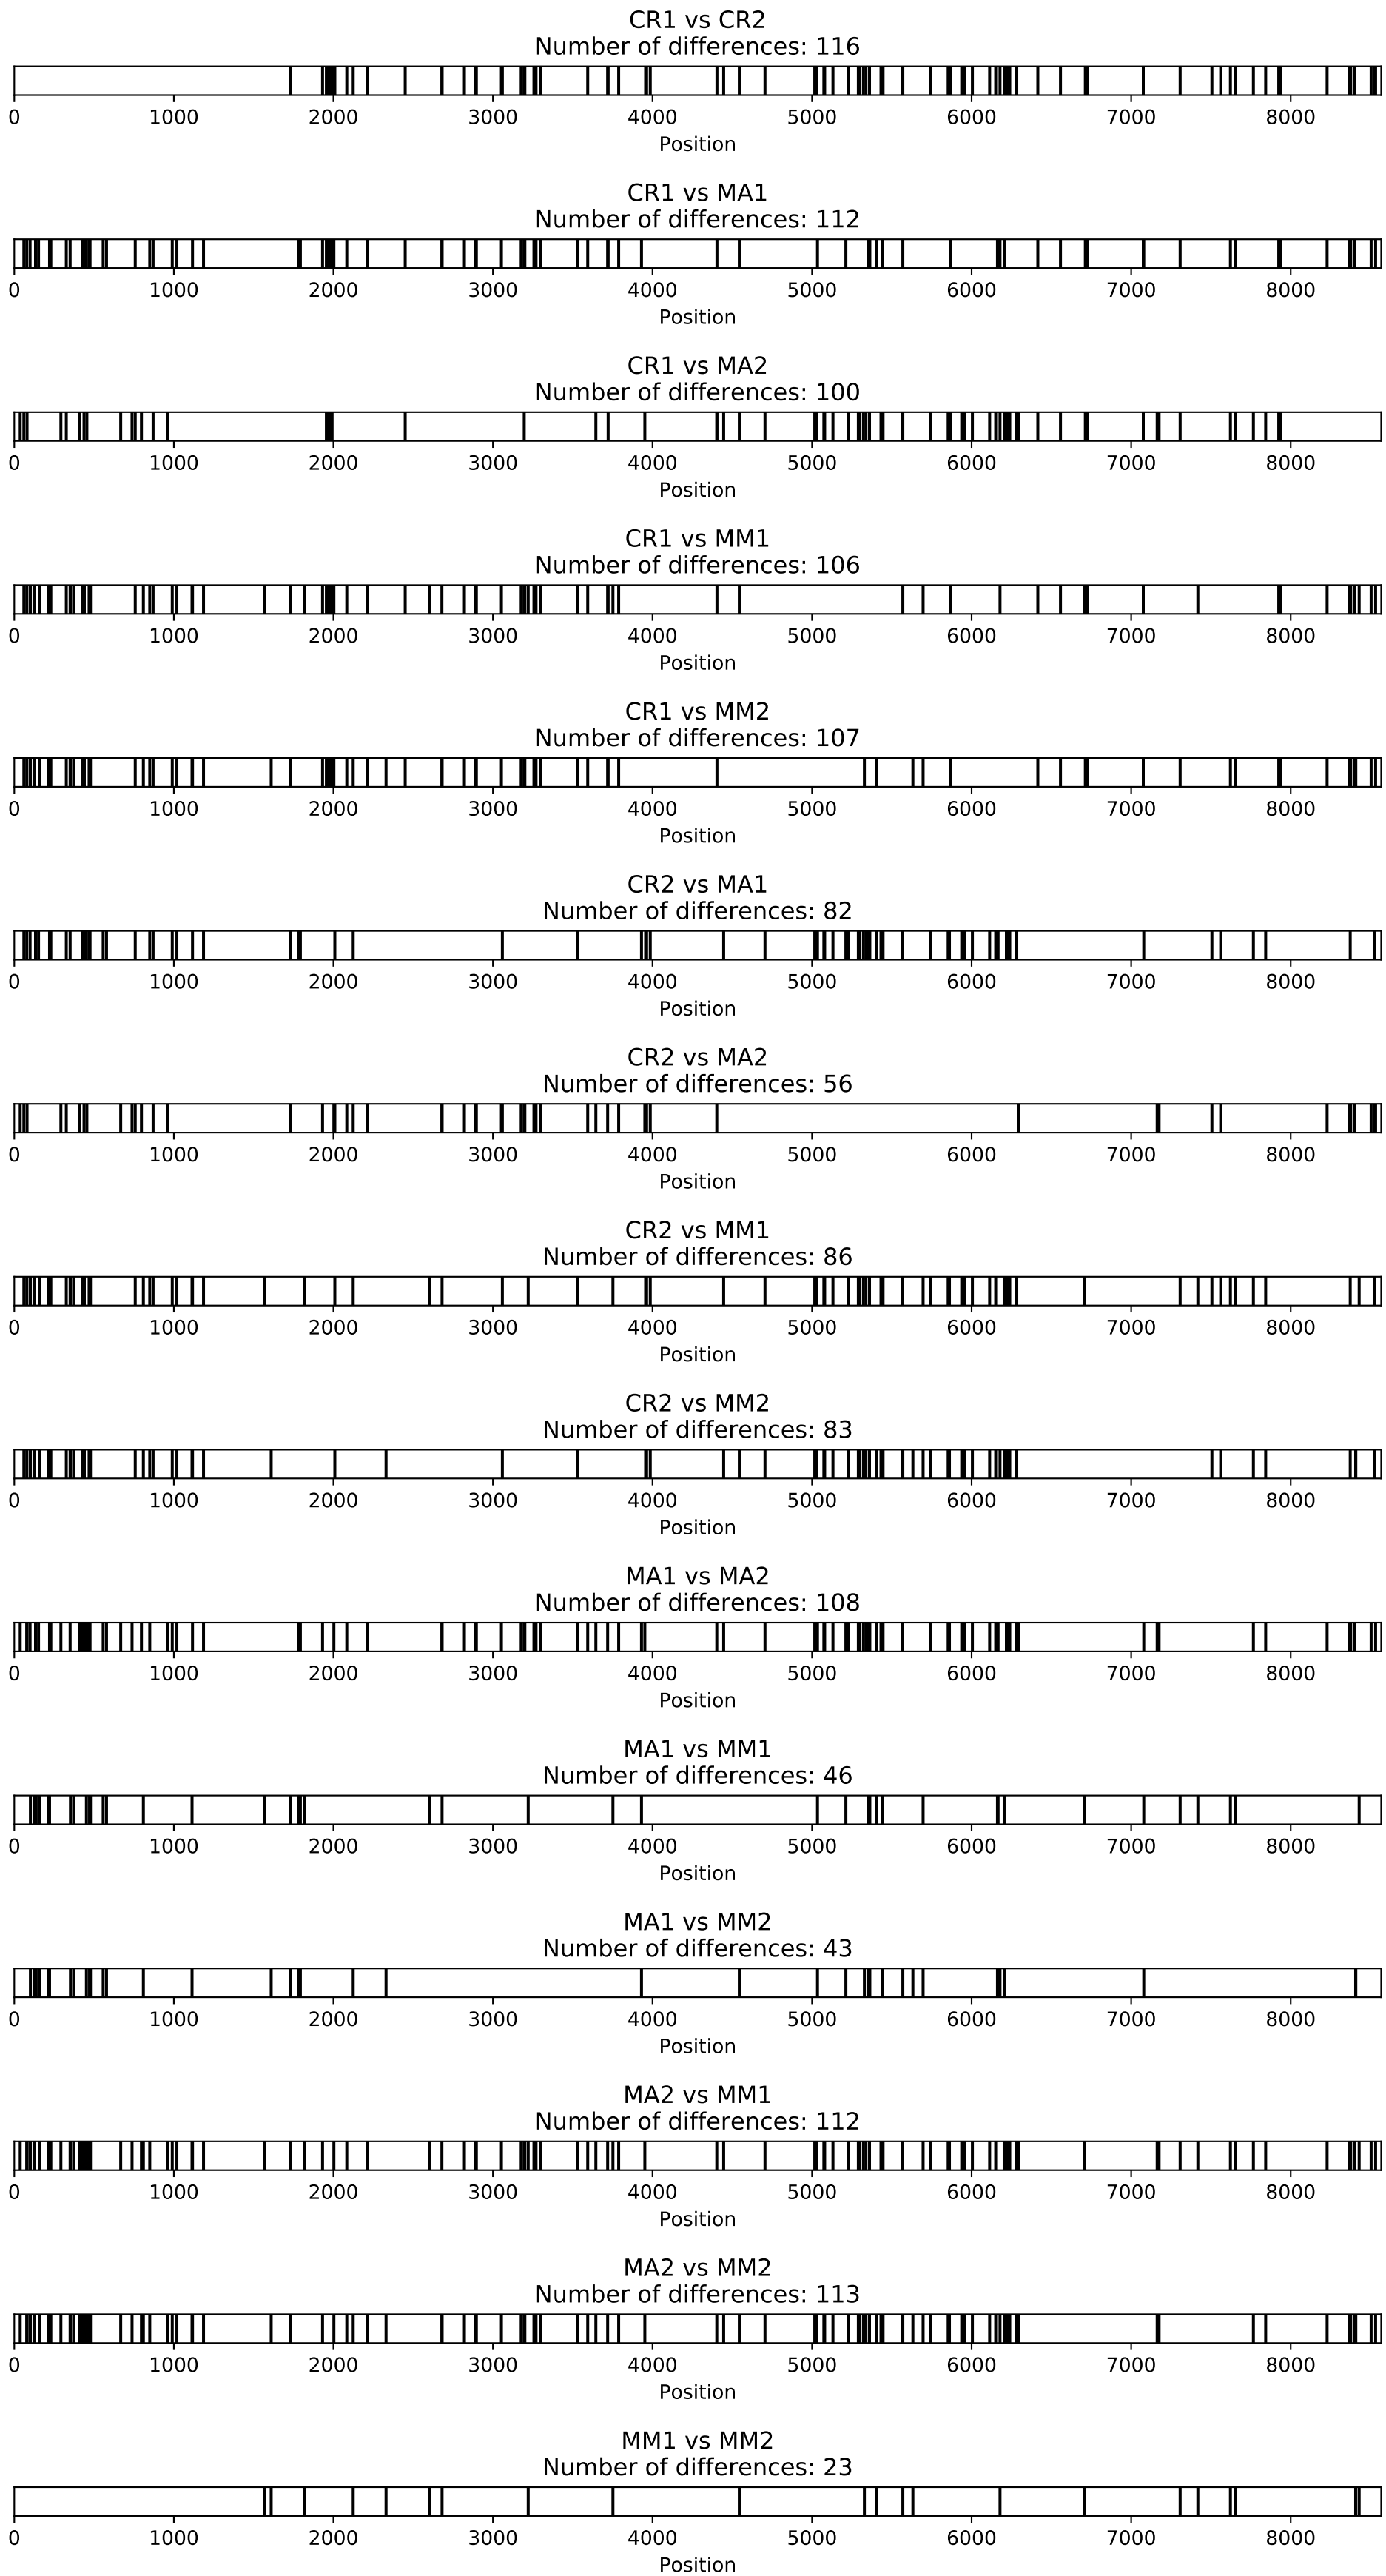 CR1 vs CR2
Number of differences: 116
0 1000 2000 3000 4000 5000 6000 7000 8000
Position
CR1 vs MA1
Number of differences: 112
0 1000 2000 3000 4000 5000 6000 7000 8000
Position
CR1 vs MA2
Number of differences: 100
0 1000 2000 3000 4000 5000 6000 7000 8000
Position
CR1 vs MM1
Number of differences: 106
0 1000 2000 3000 4000 5000 6000 7000 8000
Position
CR1 vs MM2
Number of differences: 107
0 1000 2000 3000 4000 5000 6000 7000 8000
Position
CR2 vs MA1
Number of differences: 82
0 1000 2000 3000 4000 5000 6000 7000 8000
Position
CR2 vs MA2
Number of differences: 56
0 1000 2000 3000 4000 5000 6000 7000 8000
Position
CR2 vs MM1
Number of differences: 86
0 1000 2000 3000 4000 5000 6000 7000 8000
Position
CR2 vs MM2
Number of differences: 83
0 1000 2000 3000 4000 5000 6000 7000 8000
Position
MA1 vs MA2
Number of differences: 108
0 1000 2000 3000 4000 5000 6000 7000 8000
Position
MA1 vs MM1
Number of differences: 46
0 1000 2000 3000 4000 5000 6000 7000 8000
Position
MA1 vs MM2
Number of differences: 43
0 1000 2000 3000 4000 5000 6000 7000 8000
Position
MA2 vs MM1
Number of differences: 112
0 1000 2000 3000 4000 5000 6000 7000 8000
Position
MA2 vs MM2
Number of differences: 113
0 1000 2000 3000 4000 5000 6000 7000 8000
Position
MM1 vs MM2
Number of differences: 23
0 1000 2000 3000 4000 5000 6000 7000 8000
Position